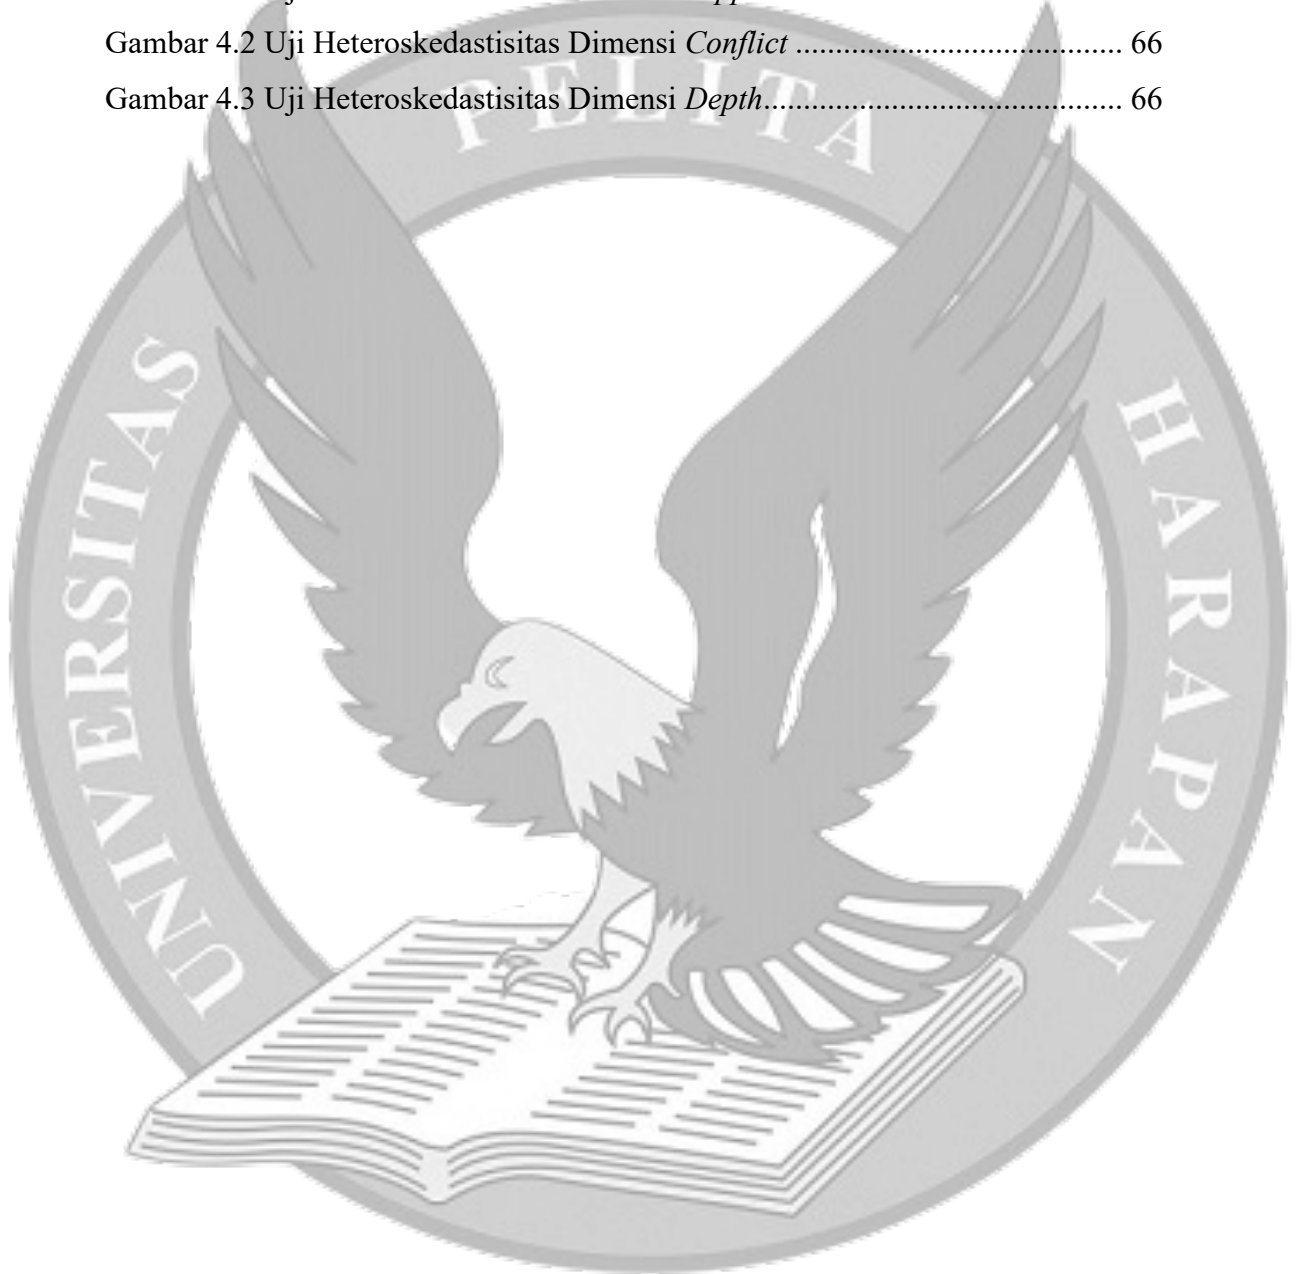 Gambar 4.2 Uji Heteroskedastisitas Dimensi Conflict ....................................... 66
Gambar 4.3 Uji Heteroskedastisitas Dimensi Depth........................................... 66
UNIVERSITAS PELITA HARAPAN